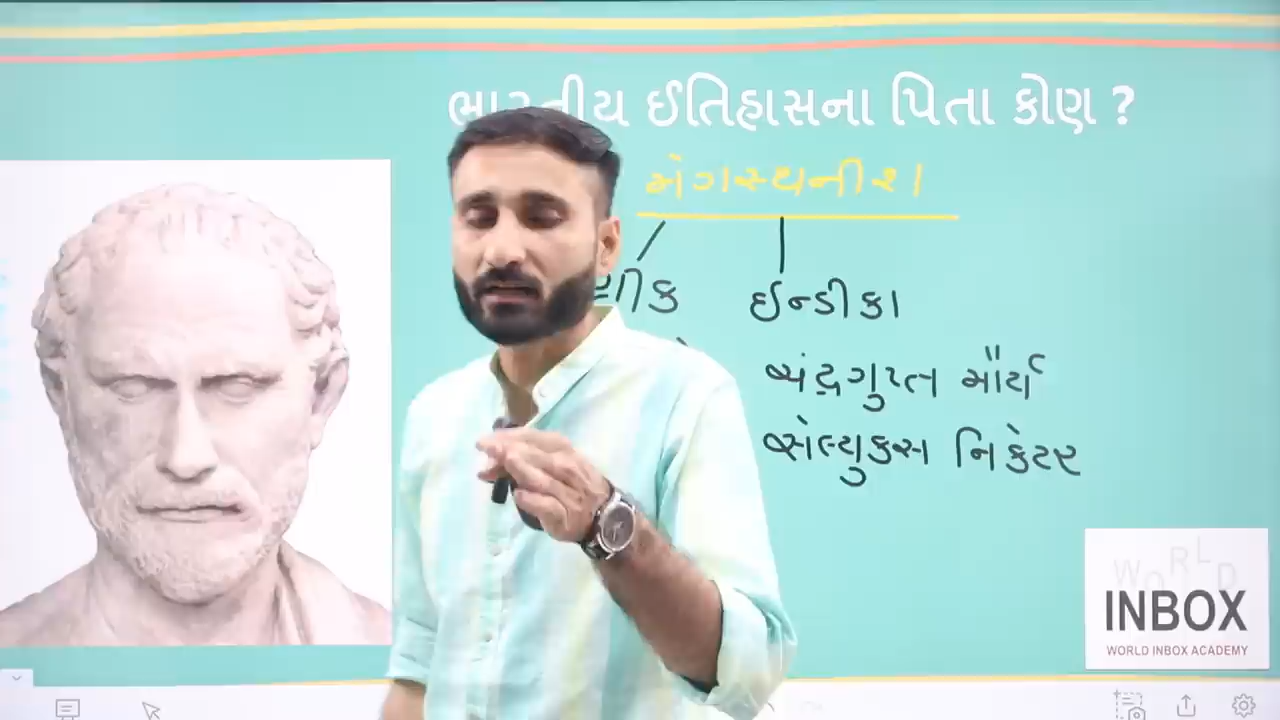 ભારતીય ઈતિહાસના પિતા કોણ ?
મેગસ્થનીશ
ઈન્ડીકા
ચંદ્રગુપ્ત મૌર્ય
સેલ્યુકસ નિકેટર
WORLD
INBOX
WORLD INBOX ACADEMY